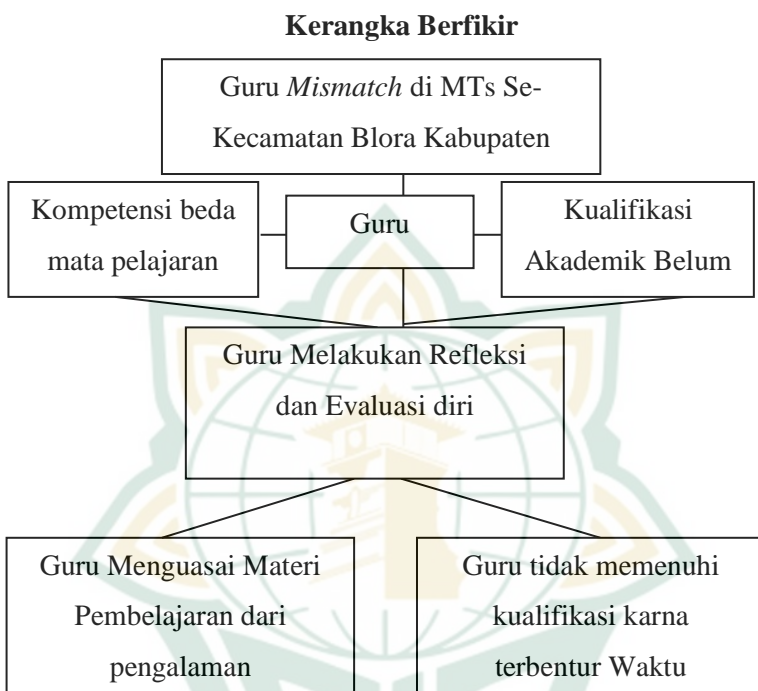 Kerangka Berfikir
Guru Mismatch di MTs Se-
Kecamatan Blora Kabupaten
Kompetensi beda
mata pelajaran
Guru
Kualifikasi
Akademik Belum
Guru Melakukan Refleksi
dan Evaluasi diri
Guru Menguasai Materi
Pembelajaran dari
pengalaman
Guru tidak memenuhi
kualifikasi karna
terbentur Waktu